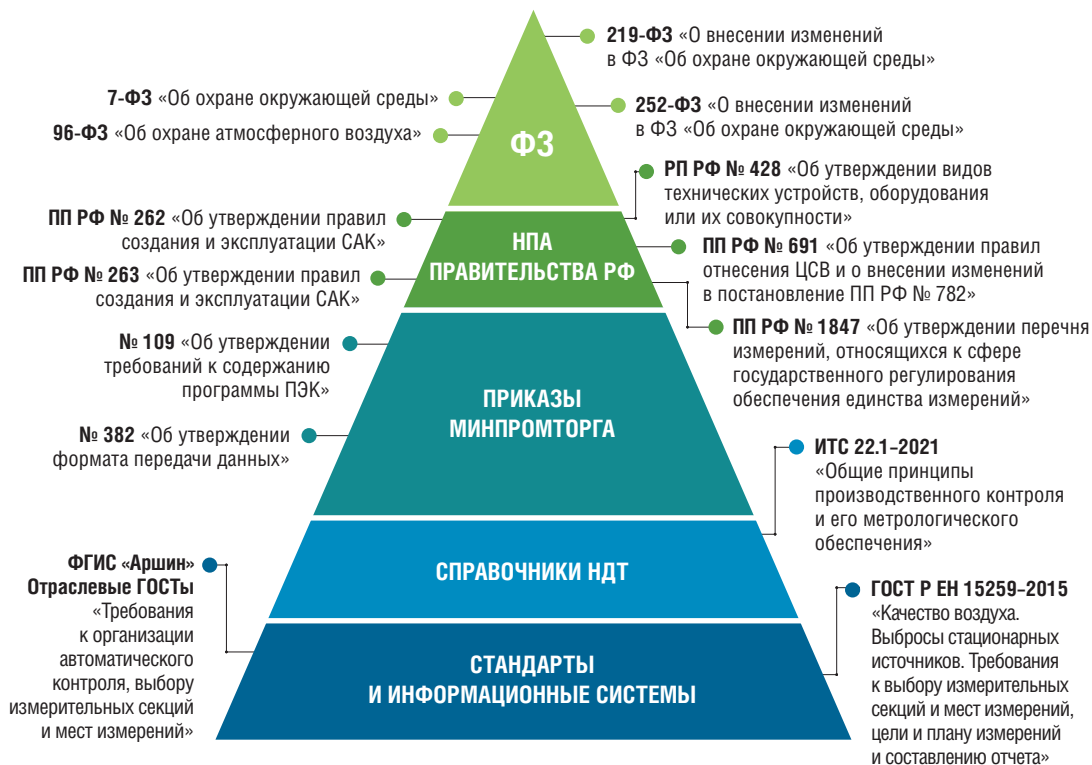 219-ФЗ «О внесении изменений
в ФЗ «Об охране окружающей среды»
7-ФЗ «Об охране окружающей среды»
252-ФЗ «О внесении изменений
в ФЗ «Об охране окружающей среды»
96-ФЗ «Об охране атмосферного воздуха»
ФЗ
РП РФ № 428 «Об утверждении видов
технических устройств, оборудования
или их совокупности»
ПП РФ № 262 «Об утверждении правил
создания и эксплуатации САК»
НПА
ПРАВИТЕЛЬСТВА РФ
ПП РФ № 691 «Об утверждении правил
отнесения ЦСВ и о внесении изменений
в постановление ПП РФ № 782»
ПП РФ № 263 «Об утверждении правил
создания и эксплуатации САК»
ПП РФ № 1847 «Об утверждении перечня
измерений, относящихся к сфере
государственного регулирования
обеспечения единства измерений»
№ 109 «Об утверждении
требований к содержанию
программы ПЭК»
ПРИКАЗЫ
МИНПРОМТОРГА
№ 382 «Об утверждении
формата передачи данных»
ИТС 22.1–2021
«Общие принципы
производственного контроля
и его метрологического
обеспечения»
СПРАВОЧНИКИ НДТ
ФГИС «Аршин»
Отраслевые ГОСТы
«Требования
к организации
автоматического
контроля, выбору
измерительных секций
и мест измерений»
СТАНДАРТЫ
И ИНФОРМАЦИОННЫЕ СИСТЕМЫ
ГОСТ Р ЕН 15259–2015
«Качество воздуха.
Выбросы стационарных
источников. Требования
к выбору измерительных
секций и мест измерений,
цели и плану измерений
и составлению отчета»